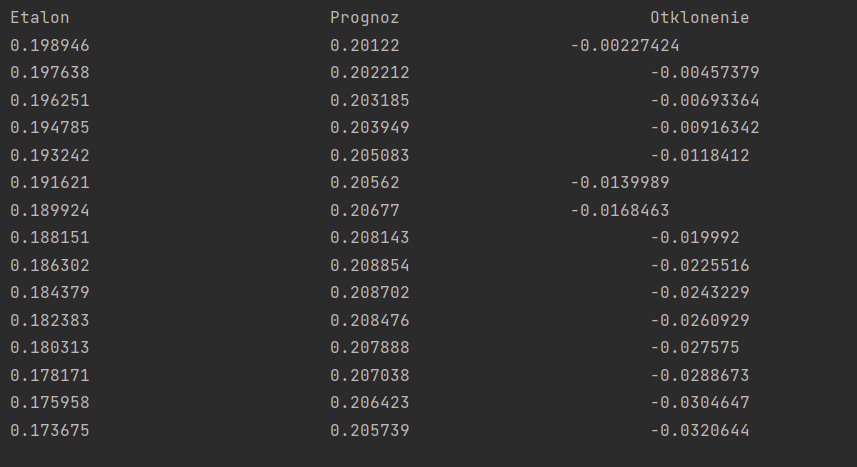 Etalon Prognoz Otklonenie
0.198946 0.20122 -0.00227424
0.197638 0.202212 -0.00457379
0.196251 0.203185 -0.00693364
0.194785 0.203949 -0.00916342
0.193242 0.205083 -0.0118412
0.191621 0.20562 -0.0139989
0.189924 0.20677 -0.0168463
0.188151 0.208143 -0.019992
0.186302 0.208854 -0.0225516
0.184379 0.208702 -0.0243229
0.182383 0.208476 -0.0260929
0.180313 0.207888 -0.027575
0.178171 0.207038 -0.0288673
0.175958 0.206423 -0.0304647
0.173675 0.205739 -0.0320644